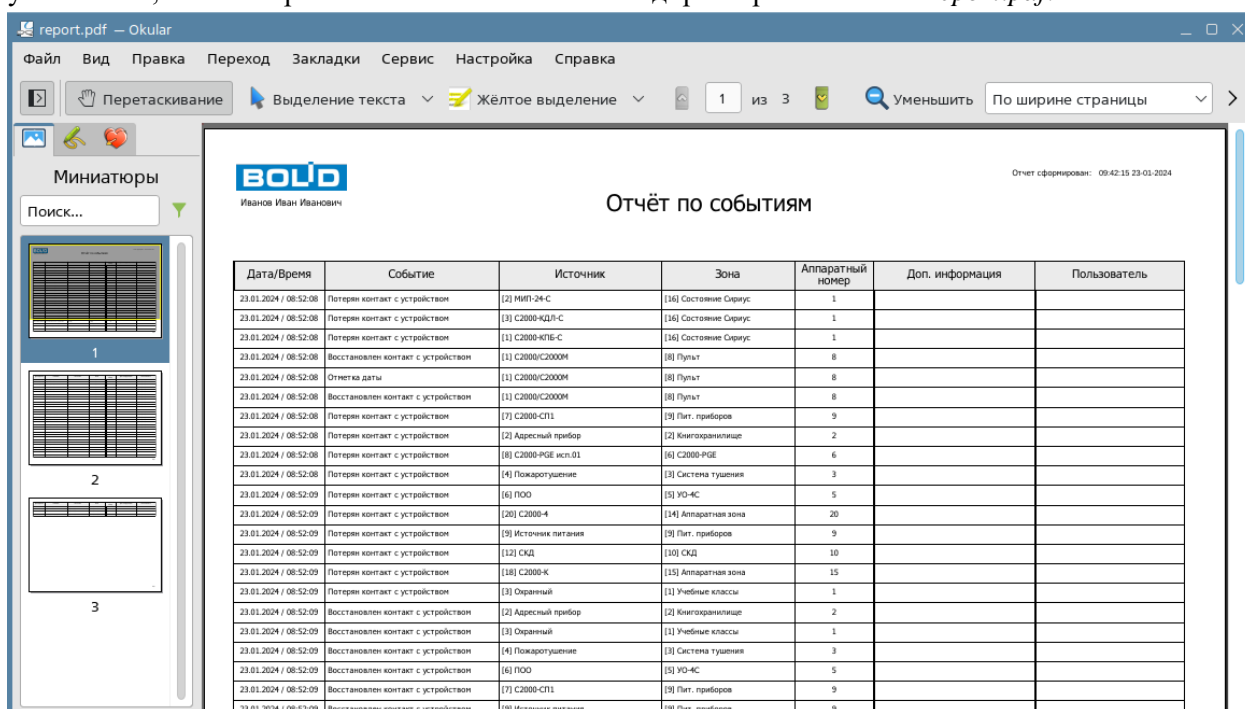 report.pdf — Okular
Файл Вид Правка Переход Закладки Сервис Настройка Справка
Перетаскивание Выделение текста Жёлтое выделение 1 из 3 Уменьшить По ширине страницы
Миниатюры
Поиск...
1
2
3
BOLID
Отчет сформирован: 09:42:15 23-01-2024
Иванов Иван Иванович
Отчёт по событиям
Дата/Время Событие Источник Зона Аппаратный номер Доп. информация Пользователь
23.01.2024 / 08:52:08 Потерян контакт с устройством [2] МИП-24-С [16] Состояние Сириус 1
23.01.2024 / 08:52:08 Потерян контакт с устройством [3] С2000-КДЛ-С [16] Состояние Сириус 1
23.01.2024 / 08:52:08 Потерян контакт с устройством [1] С2000-КПБ-С [16] Состояние Сириус 1
23.01.2024 / 08:52:08 Восстановлен контакт с устройством [1] С2000/С2000М [8] Пульт 8
23.01.2024 / 08:52:08 Отметка даты [1] С2000/С2000М [8] Пульт 8
23.01.2024 / 08:52:08 Восстановлен контакт с устройством [1] С2000/С2000М [8] Пульт 8
23.01.2024 / 08:52:08 Потерян контакт с устройством [7] С2000-СП1 [9] Пит. приборов 9
23.01.2024 / 08:52:08 Потерян контакт с устройством [2] Адресный прибор [2] Книгохранилище 2
23.01.2024 / 08:52:08 Потерян контакт с устройством [8] С2000-PGE исп.01 [6] С2000-PGE 6
23.01.2024 / 08:52:08 Потерян контакт с устройством [4] Пожаротушение [3] Система тушения 3
23.01.2024 / 08:52:09 Потерян контакт с устройством [6] ПОО [5] УО-4С 5
23.01.2024 / 08:52:09 Потерян контакт с устройством [20] С2000-4 [14] Аппаратная зона 20
23.01.2024 / 08:52:09 Потерян контакт с устройством [9] Источник питания [9] Пит. приборов 9
23.01.2024 / 08:52:09 Потерян контакт с устройством [12] СКД [10] СКД 10
23.01.2024 / 08:52:09 Потерян контакт с устройством [18] С2000-К [15] Аппаратная зона 15
23.01.2024 / 08:52:09 Потерян контакт с устройством [3] Охранный [1] Учебные классы 1
23.01.2024 / 08:52:09 Восстановлен контакт с устройством [2] Адресный прибор [2] Книгохранилище 2
23.01.2024 / 08:52:09 Восстановлен контакт с устройством [3] Охранный [1] Учебные классы 1
23.01.2024 / 08:52:09 Восстановлен контакт с устройством [4] Пожаротушение [3] Система тушения 3
23.01.2024 / 08:52:09 Восстановлен контакт с устройством [6] ПОО [5] УО-4С 5
23.01.2024 / 08:52:09 Восстановлен контакт с устройством [7] С2000-СП1 [9] Пит. приборов 9